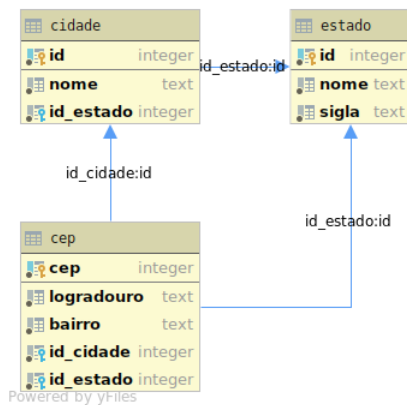 cidade
id integer
nome text
id_estado integer
estado
id integer
nome text
sigla text
id_estado:id
id_cidade:id
id_estado:id
cep
cep integer
logradouro text
bairro text
id_cidade integer
id_estado integer
Powered by yFiles